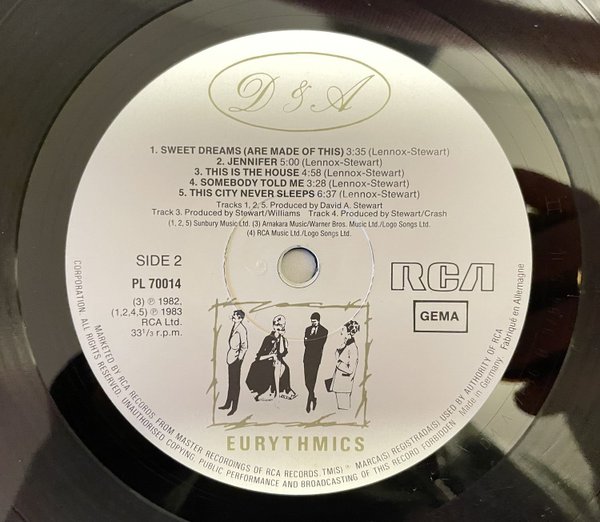 D & A
1. SWEET DREAMS (ARE MADE OF THIS) 3:35 (Lennox-Stewart)
2. JENNIFER 5:00 (Lennox-Stewart)
3. THIS IS THE HOUSE 4:58 (Lennox-Stewart)
4. SOMEBODY TOLD ME 3:28 (Lennox-Stewart)
5. THIS CITY NEVER SLEEPS 6:37 (Lennox-Stewart)
Tracks 1, 2, 5. Produced by David A. Stewart
Track 3. Produced by Stewart/Williams Track 4. Produced by Stewart/Crash
(1, 2, 5) Sunbury Music Ltd. (3) Arnakara Music/Warner Bros. Music Ltd./Logo Songs Ltd.
(4) RCA Music Ltd./Logo Songs Ltd.
SIDE 2
PL 70014
(3) ℗ 1982,
(1,2,4,5) ℗ 1983
RCA Ltd.
33 1/3 r.p.m.
RCA
GEMA
EURYTHMICS
MARKETED BY RCA RECORDS FROM MASTER RECORDINGS OF RCA RECORDS. TM(S) ® MARCA(S) REGISTRADA(S) USED BY AUTHORITY OF RCA
CORPORATION. ALL RIGHTS RESERVED. UNAUTHORISED COPYING, PUBLIC PERFORMANCE AND BROADCASTING OF THIS RECORD FORBIDDEN Made in Germany Fabriqué en Allemagne